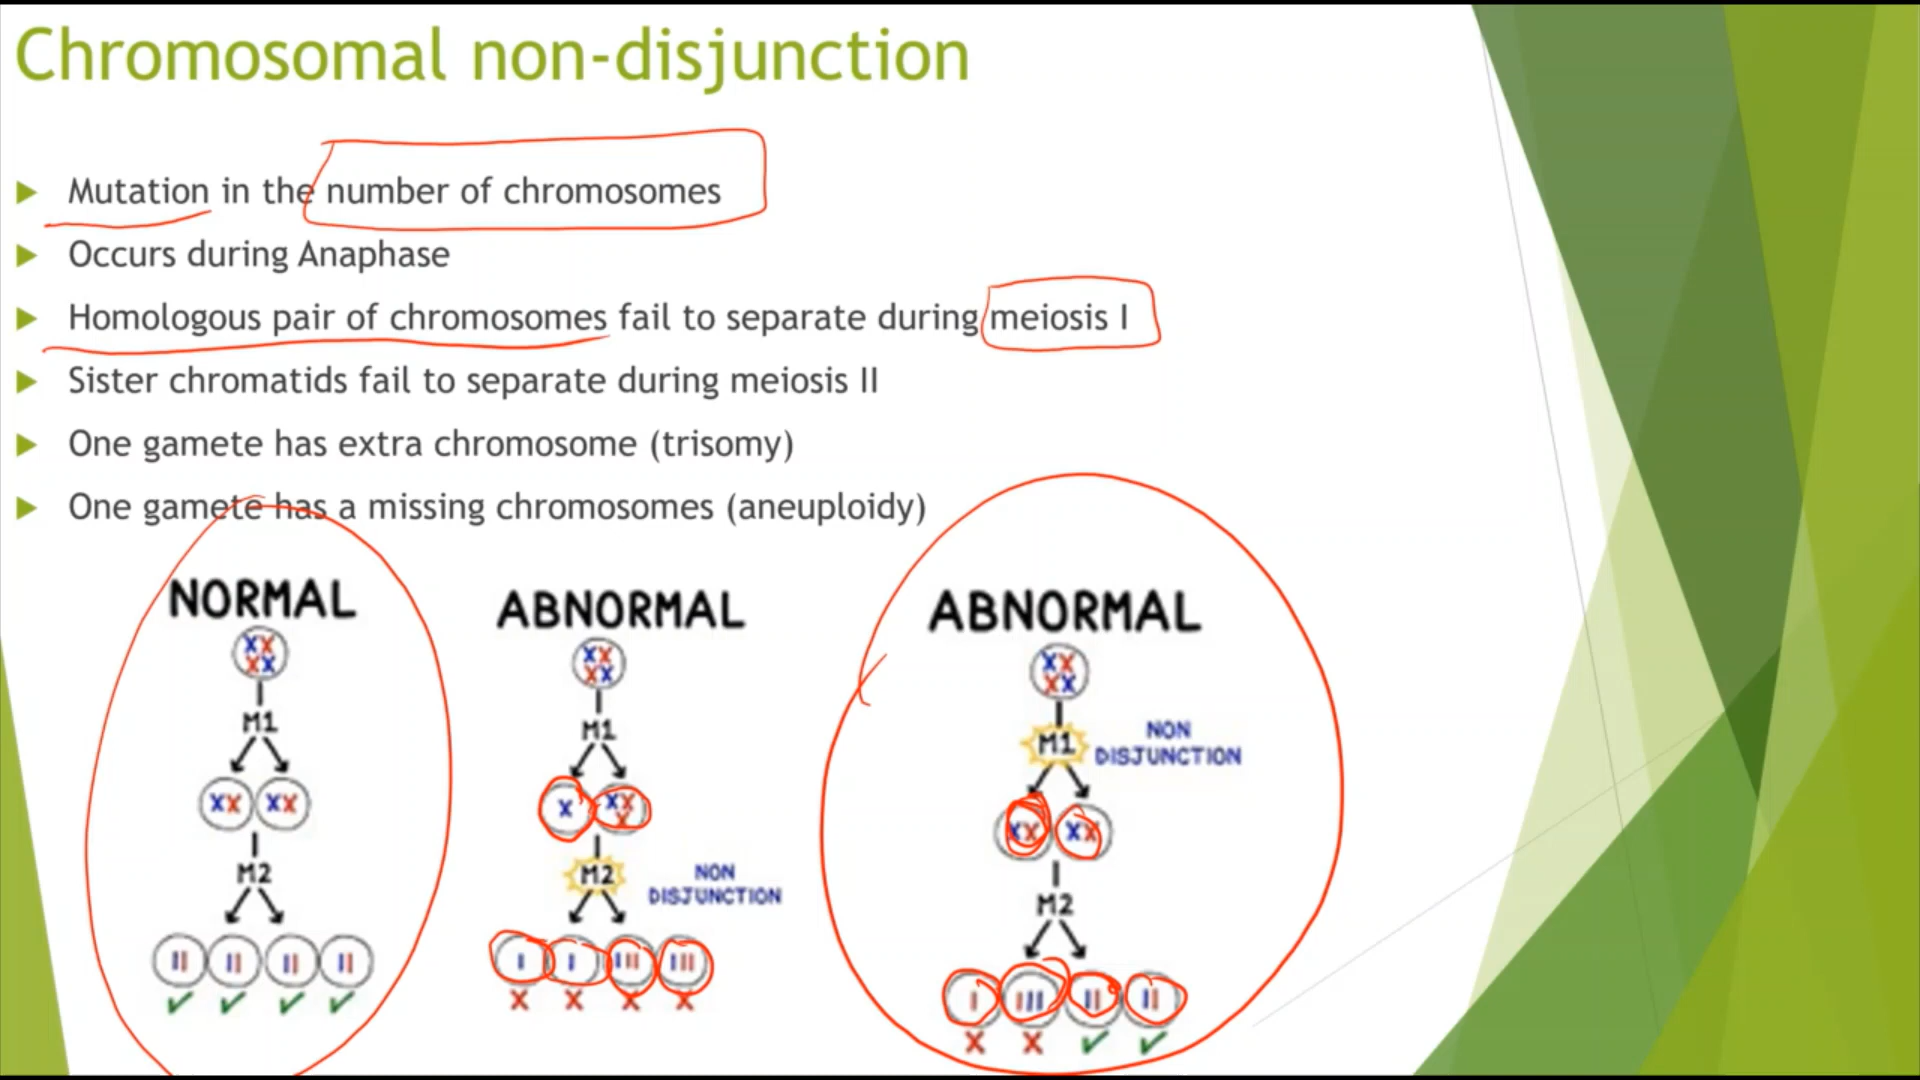 Chromosomal non-disjunction
Mutation in the number of chromosomes
Occurs during Anaphase
Homologous pair of chromosomes fail to separate during meiosis I
Sister chromatids fail to separate during meiosis II
One gamete has extra chromosome (trisomy)
One gamete has a missing chromosomes (aneuploidy)
NORMAL
M1
M2
ABNORMAL
M1
M2
NON
DISJUNCTION
ABNORMAL
M1
NON
DISJUNCTION
M2